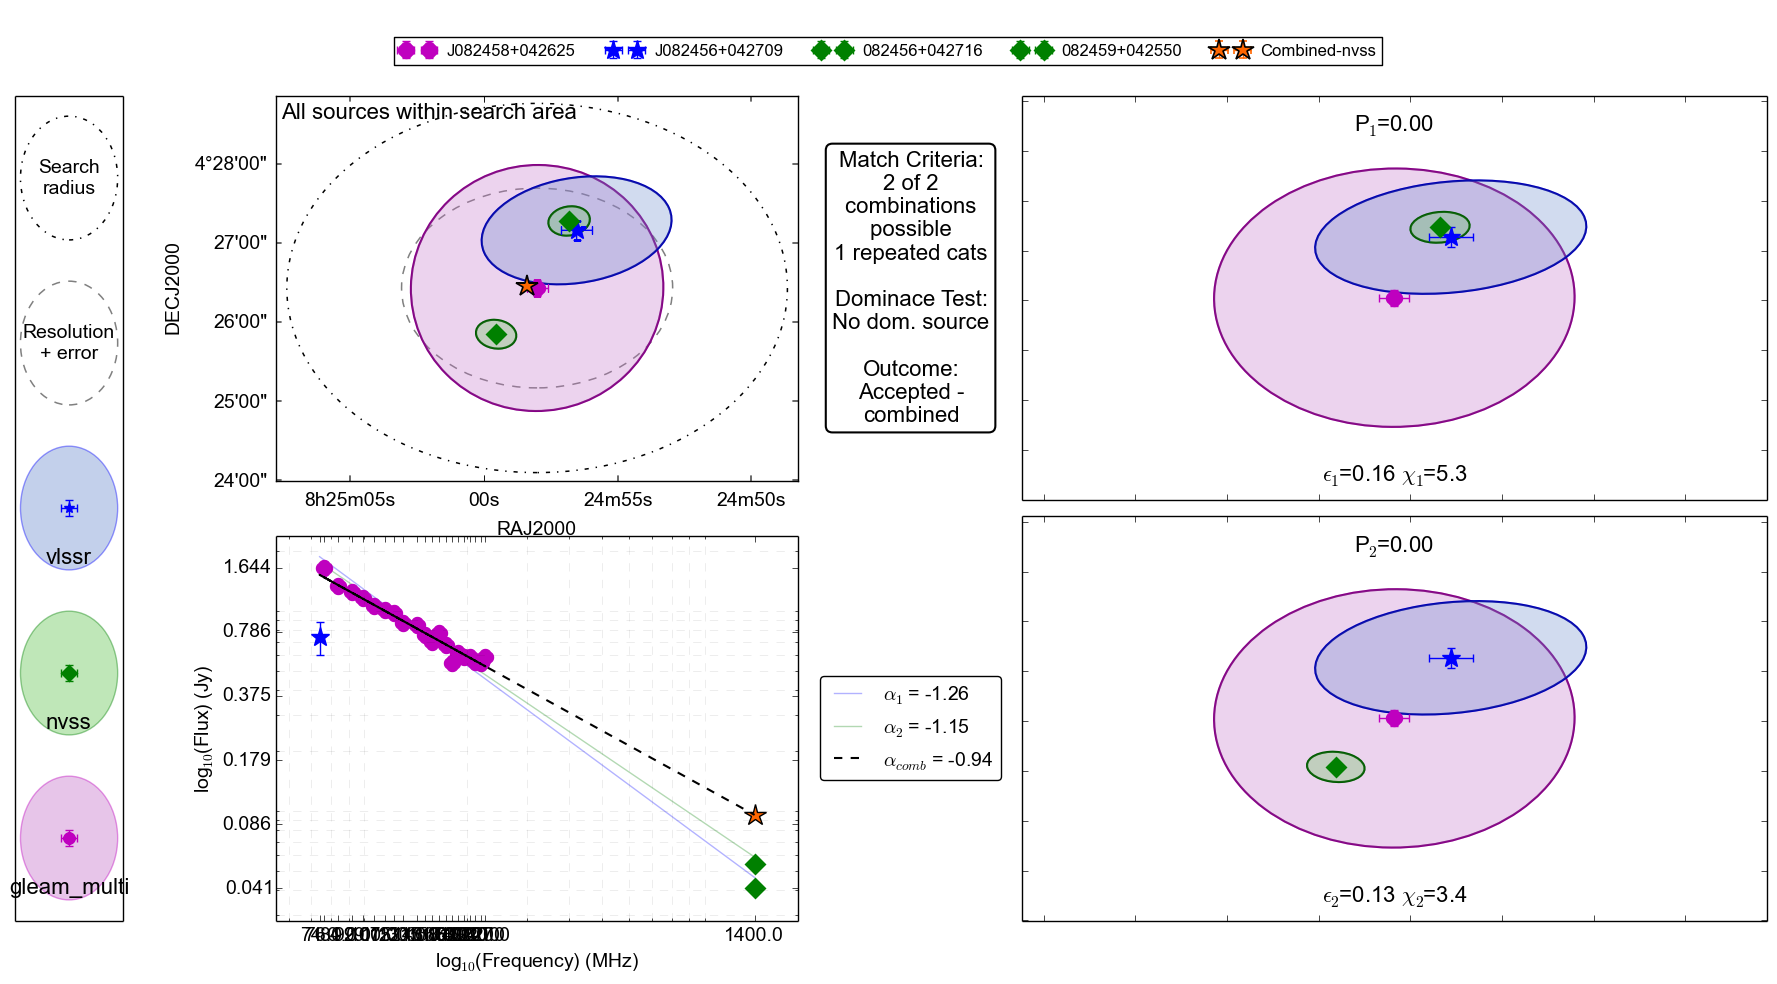 J082458+042625 J082456+042709 082456+042716 082459+042550 Combined-nvss
Search
radius
Resolution
+ error
vlssr
nvss
gleam_multi
All sources within search area
4°28'00"
27'00"
26'00"
25'00"
24'00"
DECJ2000
8h25m05s 00s 24m55s 24m50s
RAJ2000
Match Criteria:
2 of 2
combinations
possible
1 repeated cats
Dominace Test:
No dom. source
Outcome:
Accepted -
combined
P1=0.00
ϵ1=0.16 χ1=5.3
P2=0.00
ϵ2=0.13 χ2=3.4
1.644
0.786
0.375
0.179
0.086
0.041
log10(Flux) (Jy)
1400.0
log10(Frequency) (MHz)
α1 = -1.26
α2 = -1.15
αcomb = -0.94